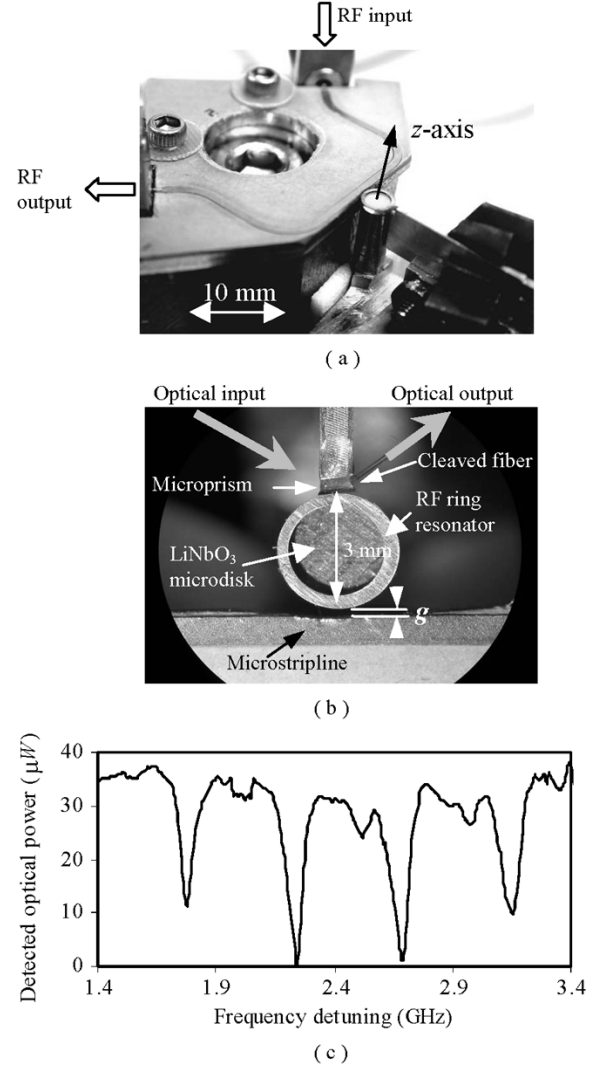 RF input
z-axis
RF
output
10 mm
( a )
Optical input
Optical output
Cleaved fiber
Microprism
RF ring
resonator
LiNbO₃
microdisk
3 mm
g
Microstripline
( b )
Detected optical power (μW)
40
30
20
10
0
1.4 1.9 2.4 2.9 3.4
Frequency detuning (GHz)
( c )